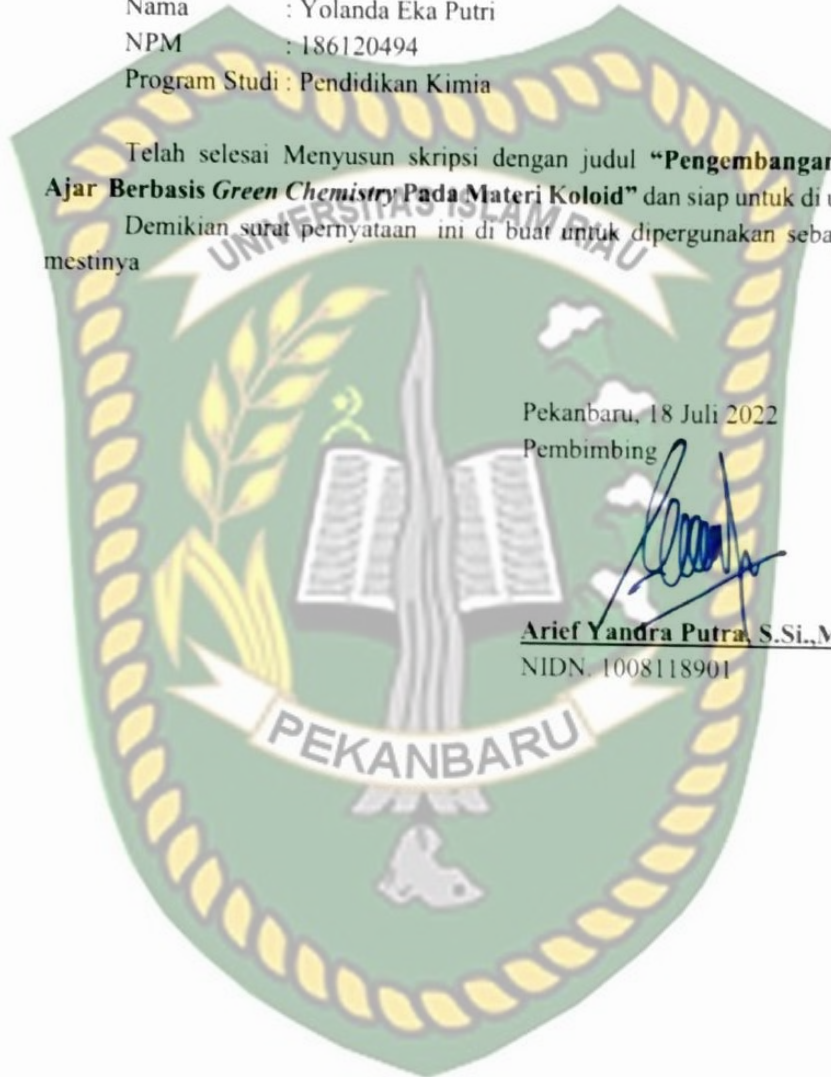 Nama : Yolanda Eka Putri
NPM : 186120494
Program Studi : Pendidikan Kimia
Telah selesai Menyusun skripsi dengan judul “Pengembangan
Ajar Berbasis Green Chemistry Pada Materi Koloid” dan siap untuk di u
Demikian surat pernyataan ini di buat untuk dipergunakan seba
mestinya
UNIVERSITAS ISLAM RIAU
Pekanbaru, 18 Juli 2022
Pembimbing
Arief Yandra Putra, S.Si.,M
NIDN. 1008118901
PEKANBARU